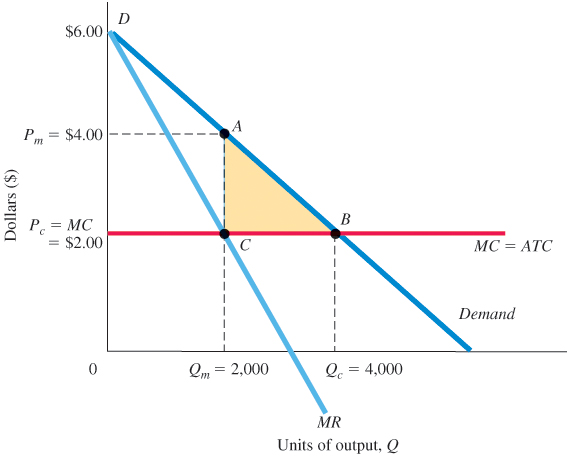 D
$6.00
A
Pm = $4.00
Dollars ($)
Pc = MC
= $2.00
B
C
MC = ATC
Demand
0
Qm = 2,000
Qc = 4,000
MR
Units of output, Q